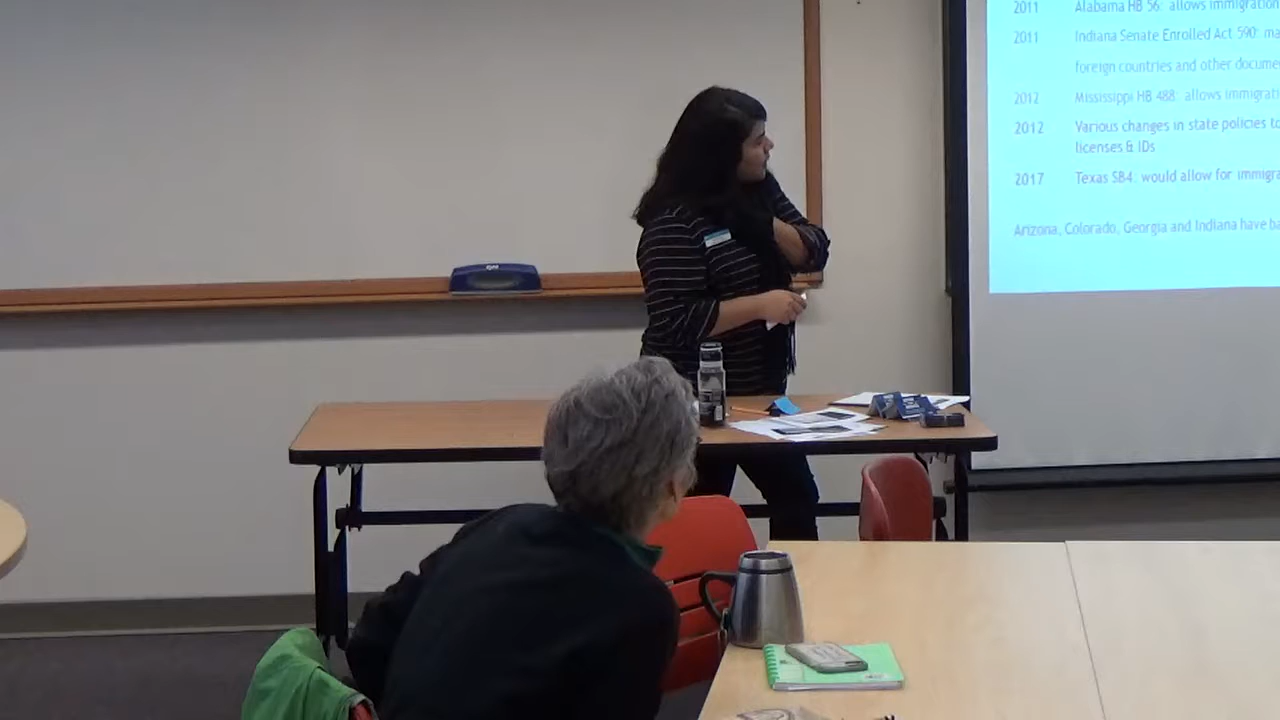 2011 Alabama HB 56: allows immigration
2011 Indiana Senate Enrolled Act 590: ma
foreign countries and other docume
2012 Mississippi HB 488: allows immigrati
2012 Various changes in state policies to
licenses & IDs
2017 Texas SB4: would allow for immigra
Arizona, Colorado, Georgia and Indiana have ba